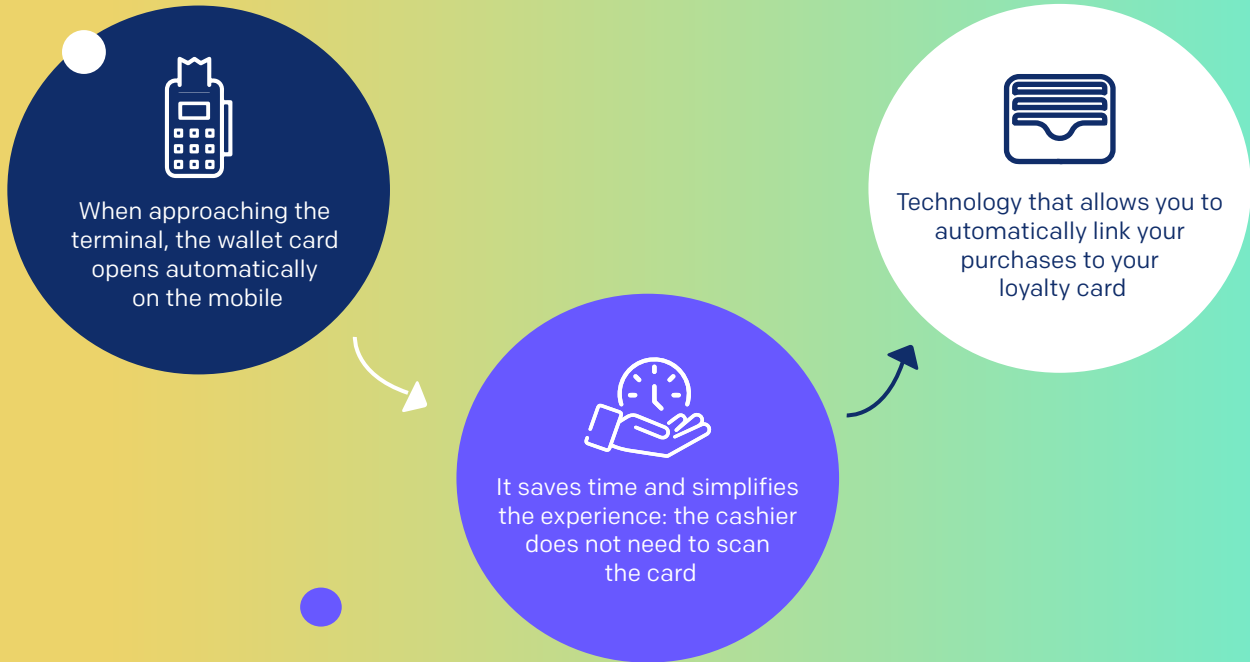 When approaching the
terminal, the wallet card
opens automatically
on the mobile
It saves time and simplifies
the experience: the cashier
does not need to scan
the card
Technology that allows you to
automatically link your
purchases to your
loyalty card